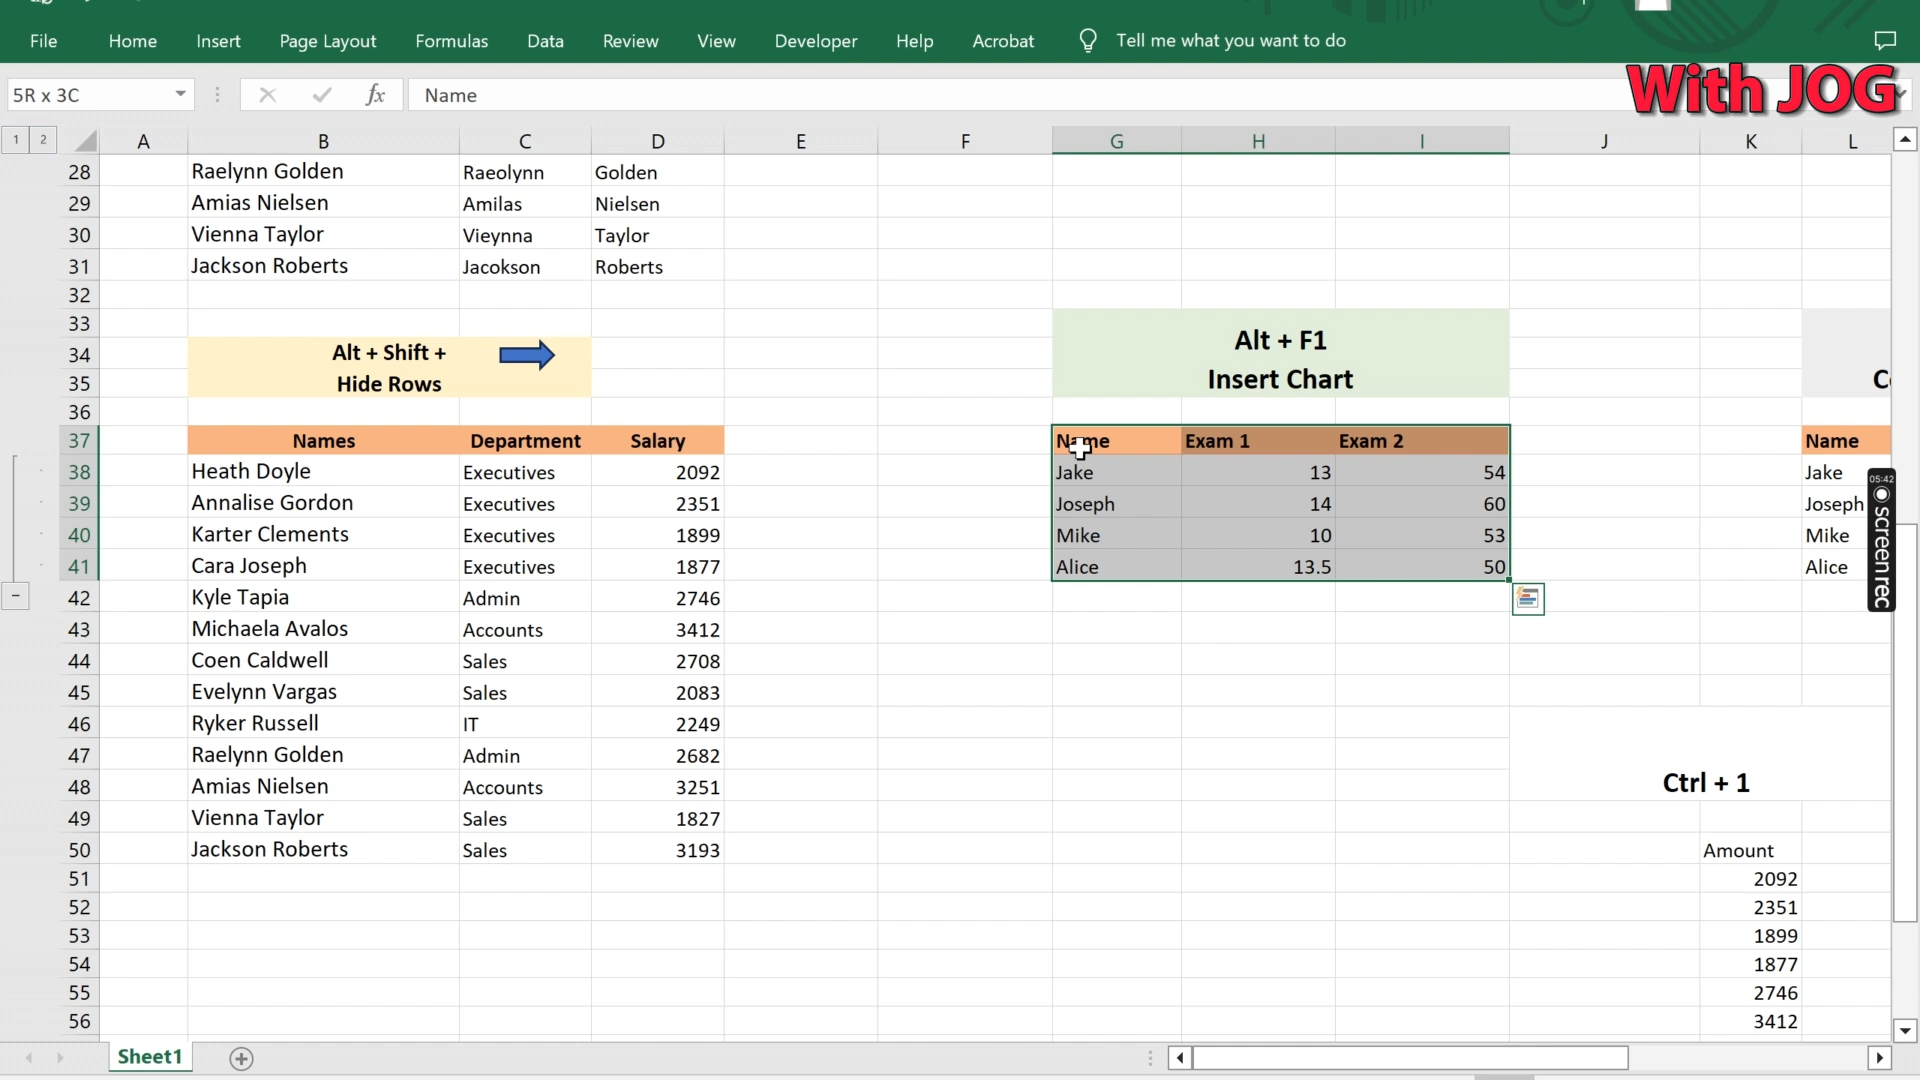 File Home Insert Page Layout Formulas Data Review View Developer Help Acrobat Tell me what you want to do
With JOG
5R x 3C fx Name
1 2 A B C D E F G H I J K L
28 Raelynn Golden Raeolynn Golden
29 Amias Nielsen Amilas Nielsen
30 Vienna Taylor Vieynna Taylor
31 Jackson Roberts Jacokson Roberts
32
33
34 Alt + Shift + Alt + F1
35 Hide Rows Insert Chart
36
37 Names Department Salary Name Exam 1 Exam 2 Name
38 Heath Doyle Executives 2092 Jake 13 54 Jake
39 Annalise Gordon Executives 2351 Joseph 14 60 Joseph
40 Karter Clements Executives 1899 Mike 10 53 Mike
41 Cara Joseph Executives 1877 Alice 13.5 50 Alice
05:42
screenrec
42 Kyle Tapia Admin 2746
43 Michaela Avalos Accounts 3412
44 Coen Caldwell Sales 2708
45 Evelynn Vargas Sales 2083
46 Ryker Russell IT 2249
47 Raelynn Golden Admin 2682
48 Amias Nielsen Accounts 3251 Ctrl + 1
49 Vienna Taylor Sales 1827
50 Jackson Roberts Sales 3193 Amount
51 2092
52 2351
53 1899
54 1877
55 2746
56 3412
Sheet1